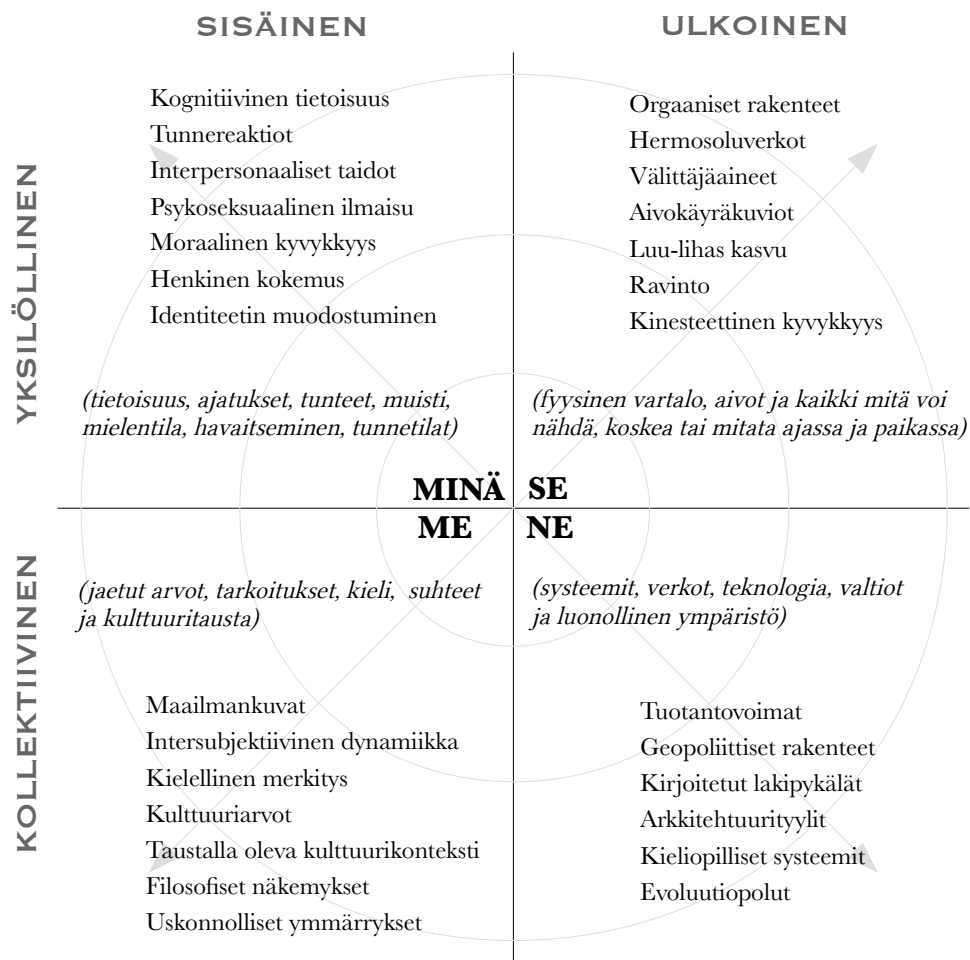 SISÄINEN
ULKOINEN
YKSILÖLLINEN
Kognitiivinen tietoisuus
Tunnereaktiot
Interpersonaaliset taidot
Psykoseksuaalinen ilmaisu
Moraalinen kyvykkyys
Henkinen kokemus
Identiteetin muodostuminen
(tietoisuus, ajatukset, tunteet, muisti,
mielentila, havaitseminen, tunnetilat)
MINÄ
Orgaaniset rakenteet
Hermosoluverkot
Välittäjäaineet
Aivokäyräkuviot
Luu-lihas kasvu
Ravinto
Kinesteettinen kyvykkyys
(fyysinen vartalo, aivot ja kaikki mitä voi
nähdä, koskea tai mitata ajassa ja paikassa)
SE
KOLLEKTIIVINEN
ME
(jaetut arvot, tarkoitukset, kieli, suhteet
ja kulttuuritausta)
Maailmankuvat
Intersubjektiivinen dynamiikka
Kielellinen merkitys
Kulttuuriarvot
Taustalla oleva kulttuurikonteksti
Filosofiset näkemykset
Uskonnolliset ymmärrykset
NE
(systeemit, verkot, teknologia, valtiot
ja luonollinen ympäristö)
Tuotantovoimat
Geopoliittiset rakenteet
Kirjoitetut lakipykälät
Arkkitehtuurityylit
Kieliopilliset systeemit
Evoluutiopolut